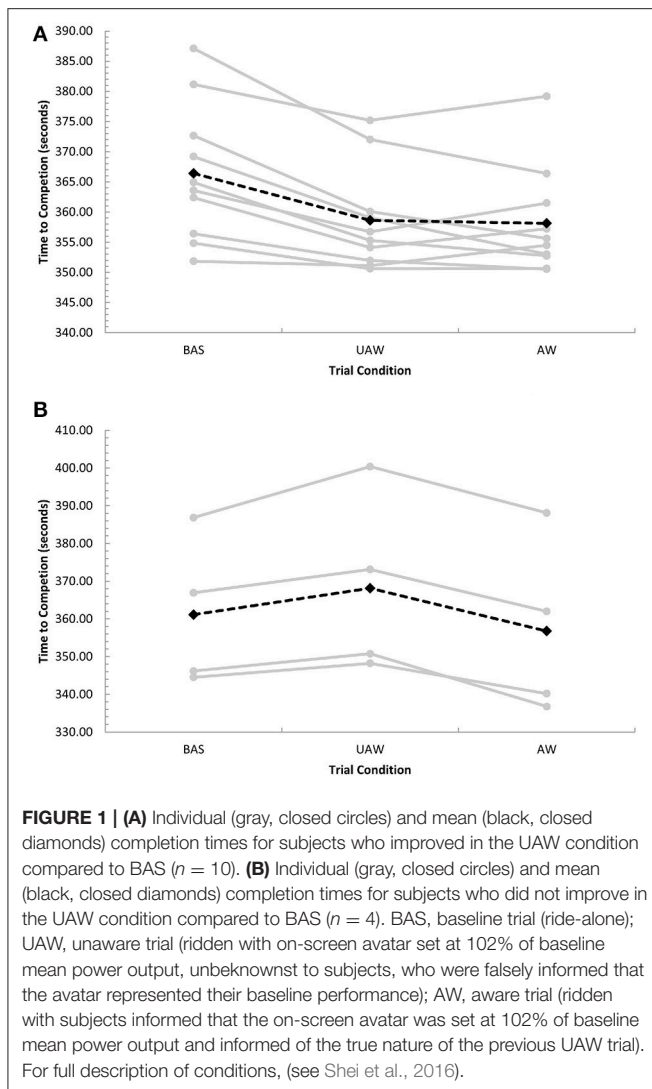 A
390.00
385.00
380.00
375.00
370.00
365.00
360.00
355.00
350.00
345.00
340.00
Time to Competion (seconds)
BAS
UAW
AW
Trial Condition
B
410.00
400.00
390.00
380.00
370.00
360.00
350.00
340.00
330.00
Time to Competion (seconds)
BAS
UAW
AW
Trial Condition
FIGURE 1 | (A) Individual (gray, closed circles) and mean (black, closed
diamonds) completion times for subjects who improved in the UAW condition
compared to BAS (n = 10). (B) Individual (gray, closed circles) and mean
(black, closed diamonds) completion times for subjects who did not improve in
the UAW condition compared to BAS (n = 4). BAS, baseline trial (ride-alone);
UAW, unaware trial (ridden with on-screen avatar set at 102% of baseline
mean power output, unbeknownst to subjects, who were falsely informed that
the avatar represented their baseline performance); AW, aware trial (ridden
with subjects informed that the on-screen avatar was set at 102% of baseline
mean power output and informed of the true nature of the previous UAW trial).
For full description of conditions, (see Shei et al., 2016).